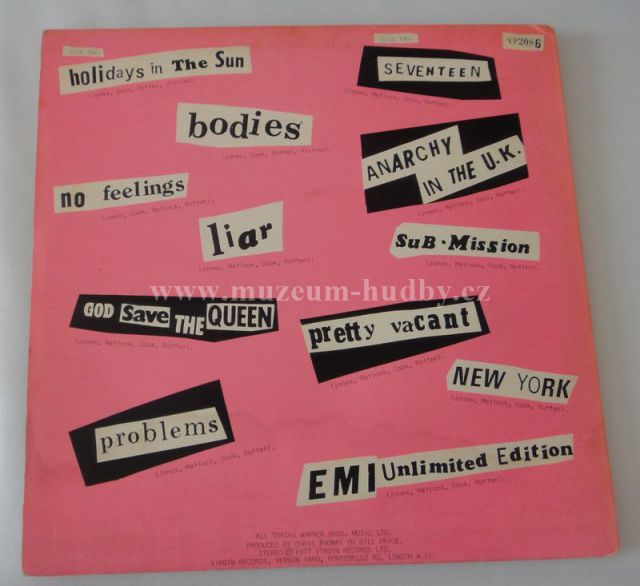 SIDE ONE.
holidays in The Sun
(Jones, Cook, Rotten, Vicious).
bodies
(Jones, Cook, Rotten, Vicious).
no feelings
(Jones, Cook, Matlock, Rotten).
liar
(Jones, Matlock, Cook, Rotten).
GOD Save THE QUEEN
(Jones, Matlock, Cook, Rotten).
problems
(Jones, Matlock, Cook, Rotten).
SIDE TWO.
VP2086
SEVENTEEN
(Jones, Matlock, Cook, Rotten).
ANARCHY
IN THE U.K.
(Jones, Matlock, Cook, Rotten).
SuB·Mission
(Jones, Matlock, Cook, Rotten).
www.muzeum-hudby.cz
pretty vacant
(Jones, Matlock, Cook, Rotten).
NEW YORK
(Jones, Matlock, Cook, Rotten).
EMI Unlimited Edition
(Jones, Matlock, Cook, Rotten).
ALL TRACKS WARNER BROS. MUSIC LTD.
PRODUCED BY CHRIS THOMAS OR BILL PRICE.
STEREO ℗ 1977 VIRGIN RECORDS LTD.
VIRGIN RECORDS, VERNON YARD, PORTOBELLO RD, LONDON W.11.